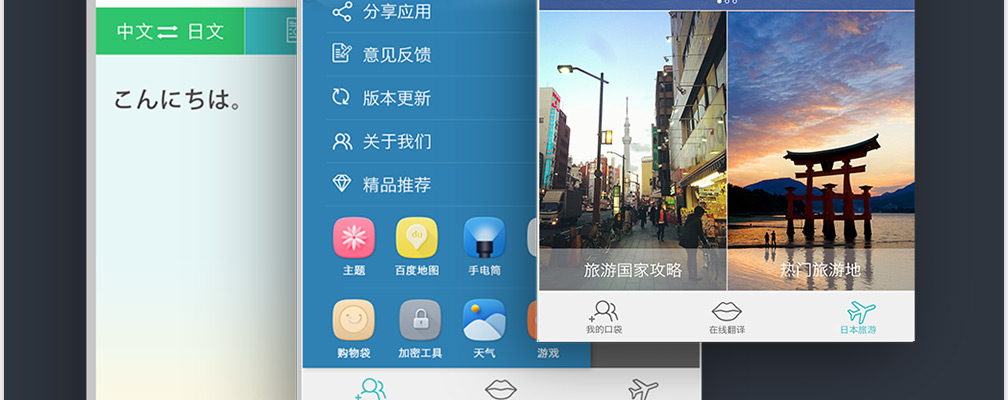 中文⇌日文
こんにちは。
分享应用
意见反馈
版本更新
关于我们
精品推荐
du
主题
百度地图
手电筒
购物袋
加密工具
天气
游戏
旅游国家攻略
热门旅游地
我的口袋
在线翻译
日本旅游